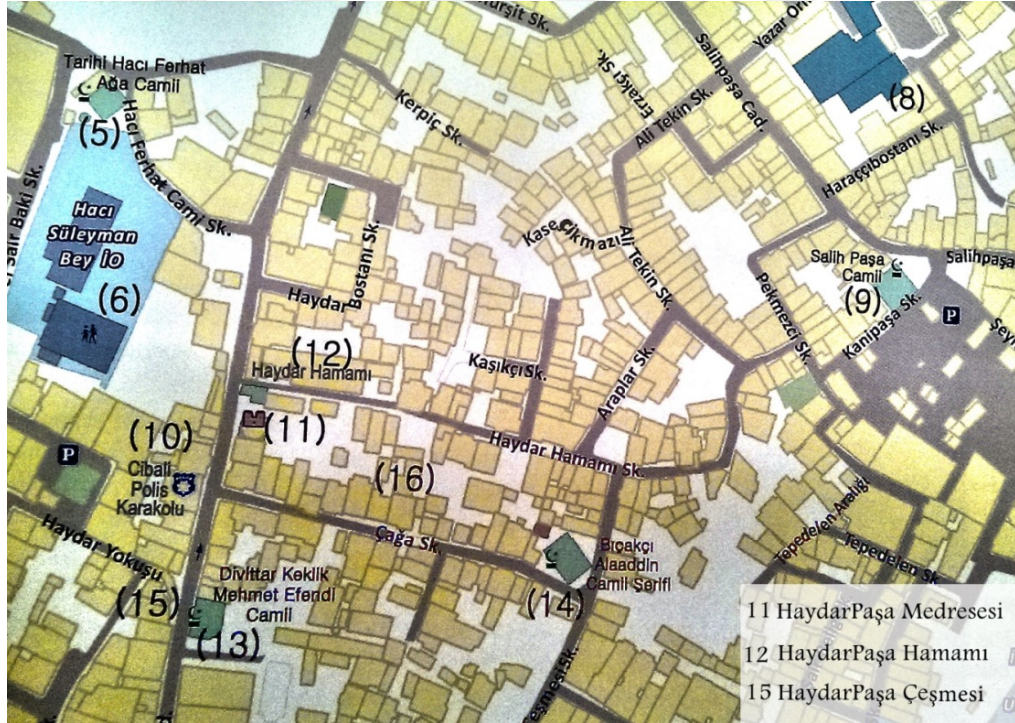 Hurşit Sk.
Yazar Orh
Tarihi Hacı Ferhat
Ağa Camii
(5)
Hacı Ferhat Cami Sk.
Kerpiç Sk.
Erzakçı Sk.
Ali Tekin Sk.
Salihpaşa Cad.
(8)
Haraççıbostanı Sk.
Şair Baki Sk.
Hacı
Süleyman
Bey İO
(6)
Haydar
Bostanı Sk.
Kase
Çıkmazı
Ali Tekin Sk.
Pekmezci Sk.
Salih Paşa
Camii
(9)
Salihpaşa
Kanıpaşa Sk.
P
Şeyh
(12)
Haydar Hamamı
Kaşıkçı Sk.
Araplar Sk.
(11)
Haydar Hamamı Sk.
(10)
P
Cibali
Polis
Karakolu
(16)
Haydar Yokuşu
Çağa Sk.
Tepedelen Aralığı
Tepedelen Sk.
Bıçakçı
Alaaddin
Camii Şerifi
(14)
Divittar Keklik
Mehmet Efendi
Camii
(15)
(13)
Çeşmesi Sk.
11 HaydarPaşa Medresesi
12 HaydarPaşa Hamamı
15 HaydarPaşa Çeşmesi